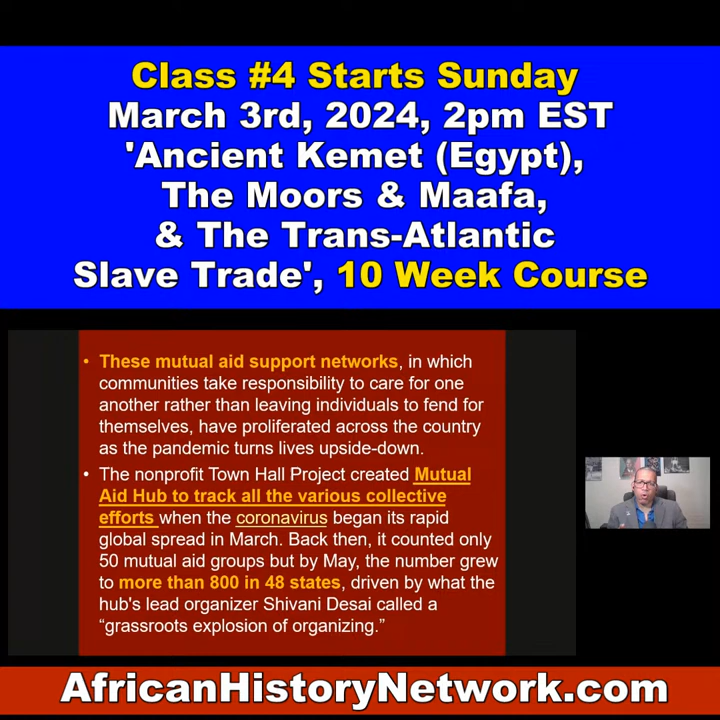 Class #4 Starts Sunday
March 3rd, 2024, 2pm EST
'Ancient Kemet (Egypt),
The Moors & Maafa,
& The Trans-Atlantic
Slave Trade', 10 Week Course
• These mutual aid support networks, in which
communities take responsibility to care for one
another rather than leaving individuals to fend for
themselves, have proliferated across the country
as the pandemic turns lives upside-down.
• The nonprofit Town Hall Project created Mutual
Aid Hub to track all the various collective
efforts when the coronavirus began its rapid
global spread in March. Back then, it counted only
50 mutual aid groups but by May, the number grew
to more than 800 in 48 states, driven by what the
hub's lead organizer Shivani Desai called a
“grassroots explosion of organizing.”
AfricanHistoryNetwork.com